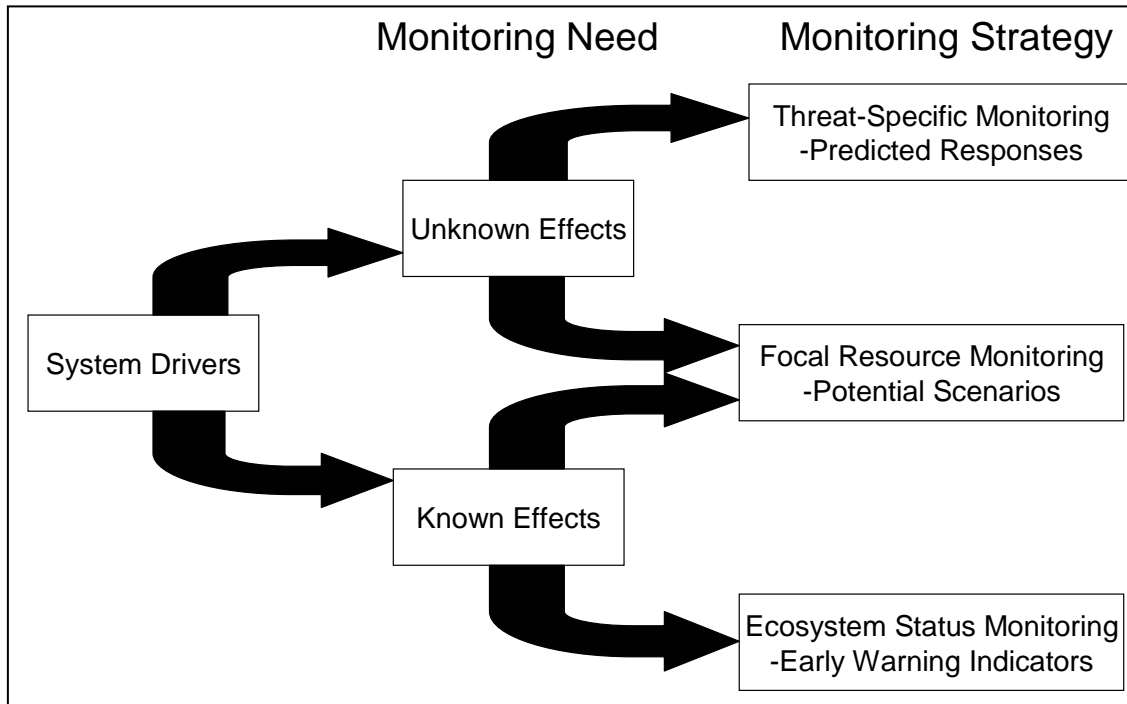 Monitoring Need
Monitoring Strategy
Threat-Specific Monitoring
-Predicted Responses
Unknown Effects
System Drivers
Focal Resource Monitoring
-Potential Scenarios
Known Effects
Ecosystem Status Monitoring
-Early Warning Indicators